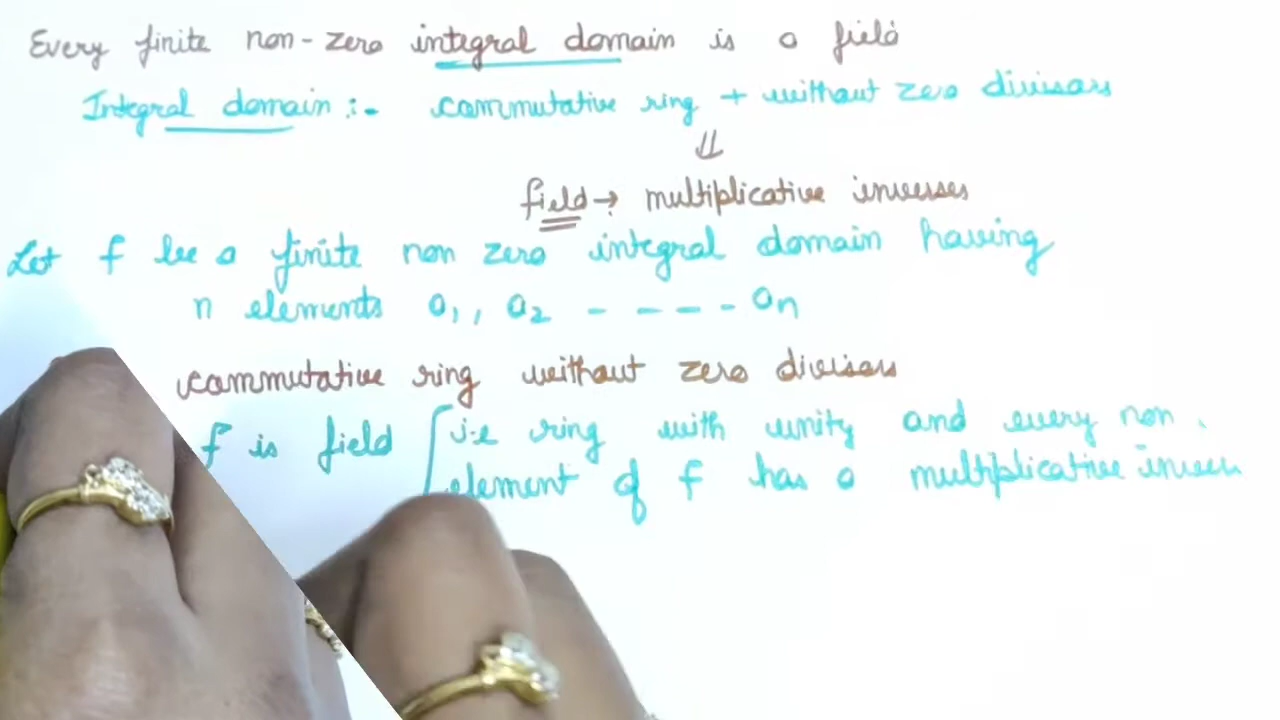 Every finite non-zero integral domain is a field
Integral domain :- commutative ring + without zero divisors
⇓
field → multiplicative inverses
Let f be a finite non zero integral domain having
n elements a1, a2 - - - - - an
commutative ring without zero divisors
f is field [i.e ring with unity and every non
element of f has a multiplicative inver